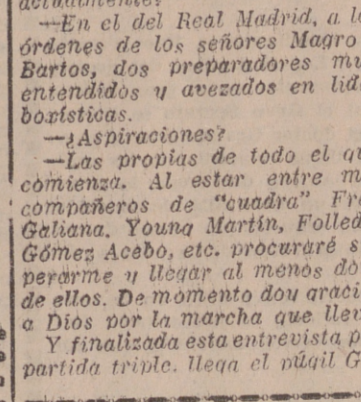 actualmente?
—En el del Real Madrid, a l
órdenes de los señores Magro
Bartos, dos preparadores mu
entendidos y avezados en lid
boxísticas.
—¿Aspiraciones?
—Las propias de todo el qu
comienza. Al estar entre m
compañeros de "cuadra" Fr
Galiana, Young Martín, Folled
Gómez Acebo, etc. procuraré s
perarme y llegar al menos do
de ellos. De momento doy graci
a Dios por la marcha que llev
Y finalizada esta entrevista p
partida triple, llega el púgil G